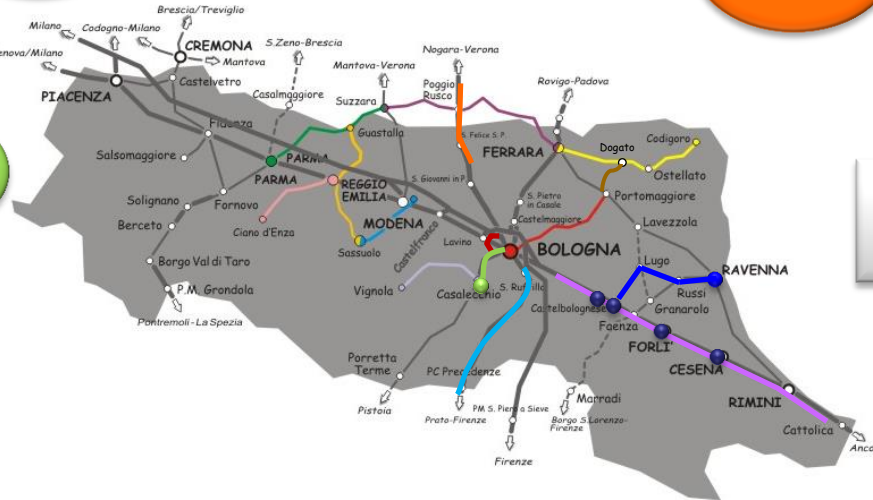 Brescia/Treviglio
Milano
Codogno-Milano
CREMONA
S.Zeno-Brescia
Nogara-Verona
enova/Milano
Mantova
Mantova-Verona
Rovigo-Padova
PIACENZA
Castelvetro
Casalmaggiore
Suzzara
Poggio
Rusco
Fidenza
Guastalla
S. Felice S. P.
FERRARA
Dogato
Codigoro
Salsomaggiore
PARMA
PARMA
REGGIO
EMILIA
S. Giovanni in P.
Ostellato
Solignano
Fornovo
MODENA
S. Pietro
in Casale
Portomaggiore
Berceto
Ciano d'Enza
Castelmaggiore
Lavezzola
Sassuolo
Castelfranco
Lavino
BOLOGNA
Borgo Val di Taro
Lugo
RAVENNA
P.M. Grondola
Vignola
Casalecchio
S. Ruffillo
Russi
Castelbolognese
Granarolo
Pontremoli-La Spezia
Faenza
FORLI'
Porretta
Terme
PC Precedenze
CESENA
Marradi
RIMINI
Pistoia
Prato-Firenze
PM S. Piero a Sieve
Borgo S.Lorenzo-
Firenze
Cattolica
Firenze
Anco